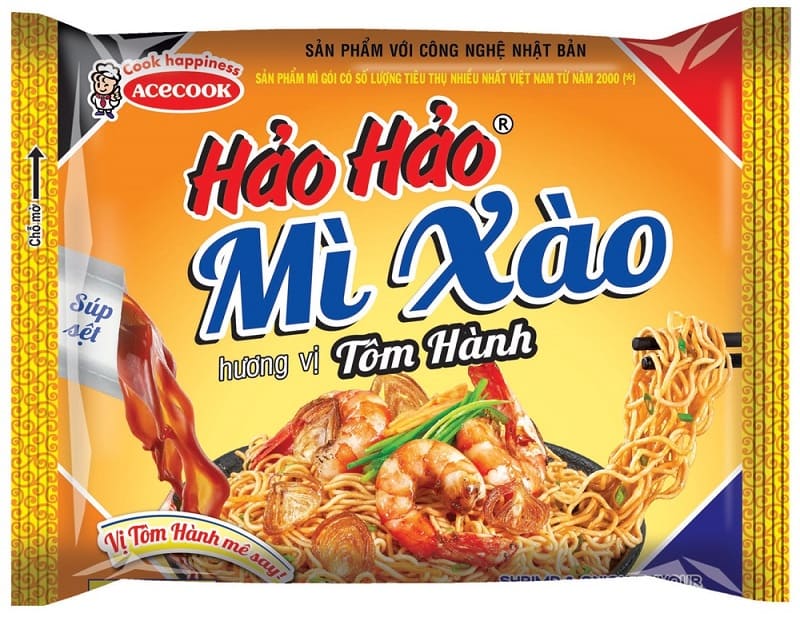 SẢN PHẨM VỚI CÔNG NGHỆ NHẬT BẢN
SẢN PHẨM MÌ GÓI CÓ SỐ LƯỢNG TIÊU THỤ NHIỀU NHẤT VIỆT NAM TỪ NĂM 2000 (*)
Cook happiness
ACECOOK
Hảo Hảo®
Mì Xào
hương vị Tôm Hành
Chỗ mở
Súp
sệt
Vị Tôm Hành mê say!
SHRIMP